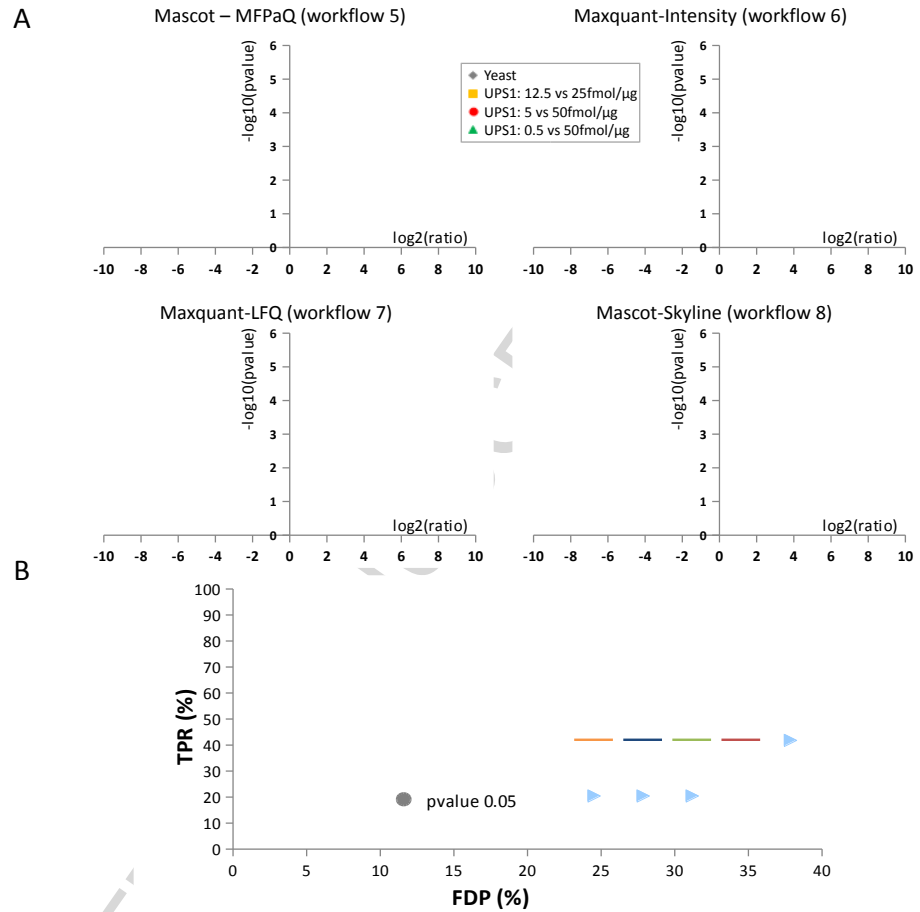 A
Mascot – MFPaQ (workflow 5)
Maxquant-Intensity (workflow 6)
-log10(pvalue)
6
5
4
3
2
1
0
log2(ratio)
-10 -8 -6 -4 -2 0 2 4 6 8 10
Yeast
UPS1: 12.5 vs 25fmol/µg
UPS1: 5 vs 50fmol/µg
UPS1: 0.5 vs 50fmol/µg
-log10(pvalue)
6
5
4
3
2
1
0
log2(ratio)
-10 -8 -6 -4 -2 0 2 4 6 8 10
Maxquant-LFQ (workflow 7)
Mascot-Skyline (workflow 8)
-log10(pvalue)
6
5
4
3
2
1
0
log2(ratio)
-10 -8 -6 -4 -2 0 2 4 6 8 10
-log10(pvalue)
6
5
4
3
2
1
0
log2(ratio)
-10 -8 -6 -4 -2 0 2 4 6 8 10
B
TPR (%)
100
90
80
70
60
50
40
30
20
10
0
pvalue 0.05
0 5 10 15 20 25 30 35 40
FDP (%)